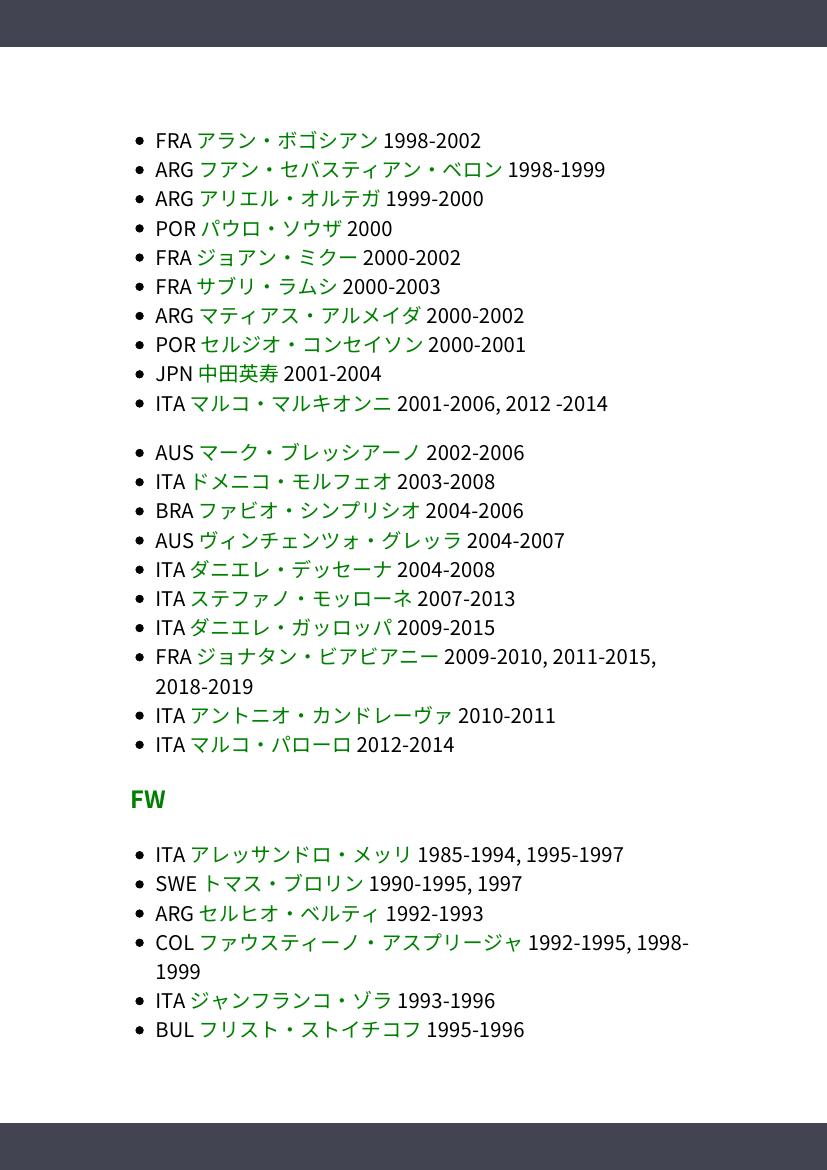 • FRA アラン・ボゴシアン 1998-2002
• ARG フアン・セバスティアン・ベロン 1998-1999
• ARG アリエル・オルテガ 1999-2000
• POR パウロ・ソウザ 2000
• FRA ジョアン・ミクー 2000-2002
• FRA サブリ・ラムシ 2000-2003
• ARG マティアス・アルメイダ 2000-2002
• POR セルジオ・コンセイソン 2000-2001
• JPN 中田英寿 2001-2004
• ITA マルコ・マルキオンニ 2001-2006, 2012 -2014
• AUS マーク・ブレッシアーノ 2002-2006
• ITA ドメニコ・モルフェオ 2003-2008
• BRA ファビオ・シンプリシオ 2004-2006
• AUS ヴィンチェンツォ・グレッラ 2004-2007
• ITA ダニエレ・デッセーナ 2004-2008
• ITA ステファノ・モッローネ 2007-2013
• ITA ダニエレ・ガッロッパ 2009-2015
• FRA ジョナタン・ビアビアニー 2009-2010, 2011-2015,
2018-2019
• ITA アントニオ・カンドレーヴァ 2010-2011
• ITA マルコ・パローロ 2012-2014
FW
• ITA アレッサンドロ・メッリ 1985-1994, 1995-1997
• SWE トマス・ブロリン 1990-1995, 1997
• ARG セルヒオ・ベルティ 1992-1993
• COL ファウスティーノ・アスプリージャ 1992-1995, 1998-
1999
• ITA ジャンフランコ・ゾラ 1993-1996
• BUL フリスト・ストイチコフ 1995-1996